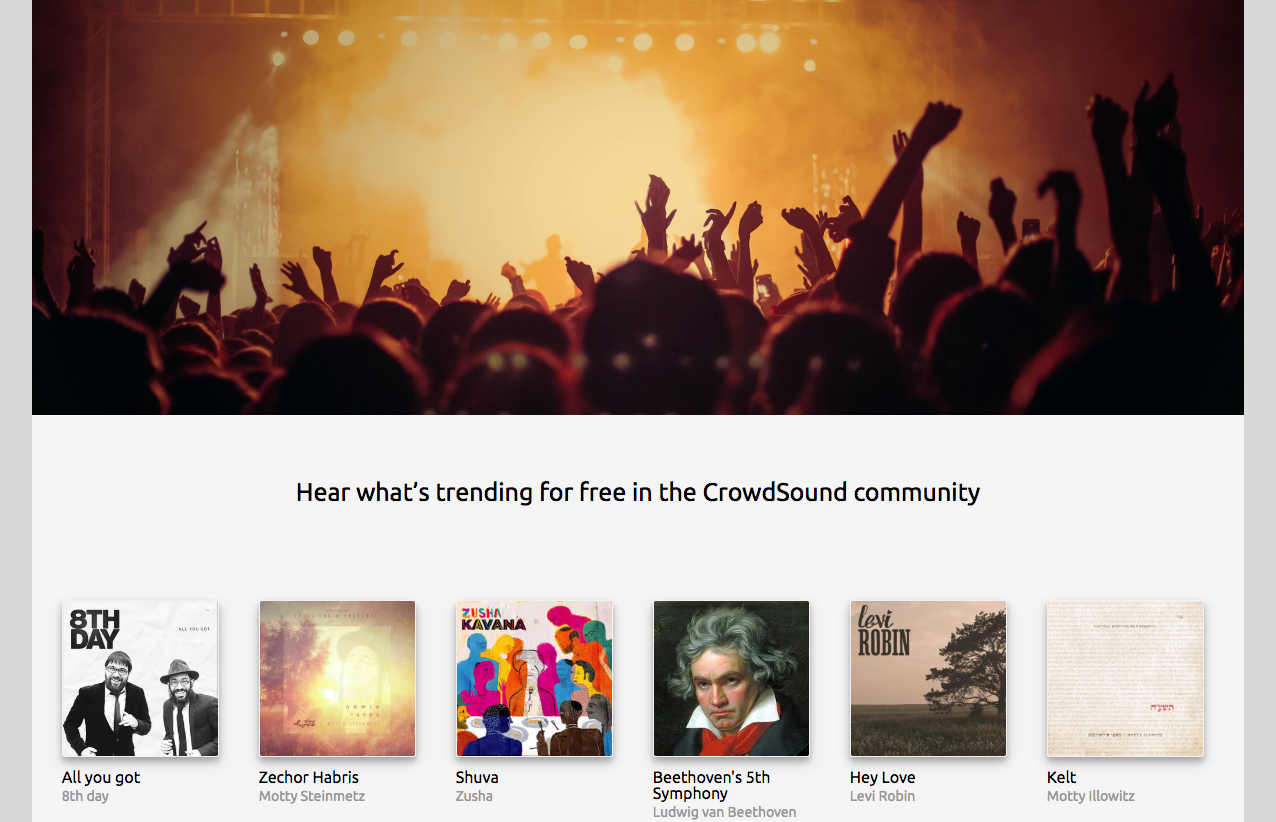 Hear what's trending for free in the CrowdSound community
8TH
DAY
ALL YOU GOT
ZUSHA
KAVANA
levi
ROBIN
תשצ״ח
All you got
8th day
Zechor Habris
Motty Steinmetz
Shuva
Zusha
Beethoven's 5th
Symphony
Ludwig van Beethoven
Hey Love
Levi Robin
Kelt
Motty Illowitz